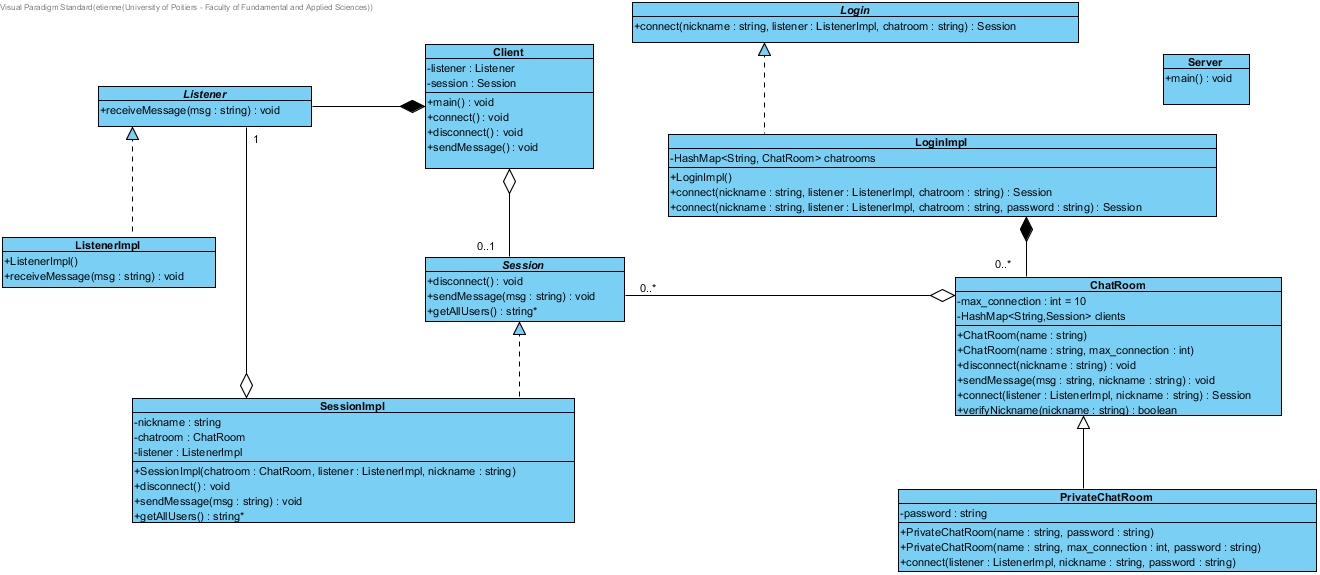 Visual Paradigm Standard(etienne(University of Poitiers - Faculty of Fundamental and Applied Sciences))
Login
+connect(nickname : string, listener : ListenerImpl, chatroom : string) : Session
Client
-listener : Listener
-session : Session
+main() : void
+connect() : void
+disconnect() : void
+sendMessage() : void
Server
+main() : void
Listener
+receiveMessage(msg : string) : void
1
LoginImpl
-HashMap<String, ChatRoom> chatrooms
+LoginImpl()
+connect(nickname : string, listener : ListenerImpl, chatroom : string) : Session
+connect(nickname : string, listener : ListenerImpl, chatroom : string, password : string) : Session
ListenerImpl
+ListenerImpl()
+receiveMessage(msg : string) : void
0..1
Session
+disconnect() : void
+sendMessage(msg : string) : void
+getAllUsers() : string*
0..*
0..*
ChatRoom
-max_connection : int = 10
-HashMap<String,Session> clients
+ChatRoom(name : string)
+ChatRoom(name : string, max_connection : int)
+disconnect(nickname : string) : void
+sendMessage(msg : string, nickname : string) : void
+connect(listener : ListenerImpl, nickname : string) : Session
+verifyNickname(nickname : string) : boolean
SessionImpl
-nickname : string
-chatroom : ChatRoom
-listener : ListenerImpl
+SessionImpl(chatroom : ChatRoom, listener : ListenerImpl, nickname : string)
+disconnect() : void
+sendMessage(msg : string) : void
+getAllUsers() : string*
PrivateChatRoom
-password : string
+PrivateChatRoom(name : string, password : string)
+PrivateChatRoom(name : string, max_connection : int, password : string)
+connect(listener : ListenerImpl, nickname : string, password : string)